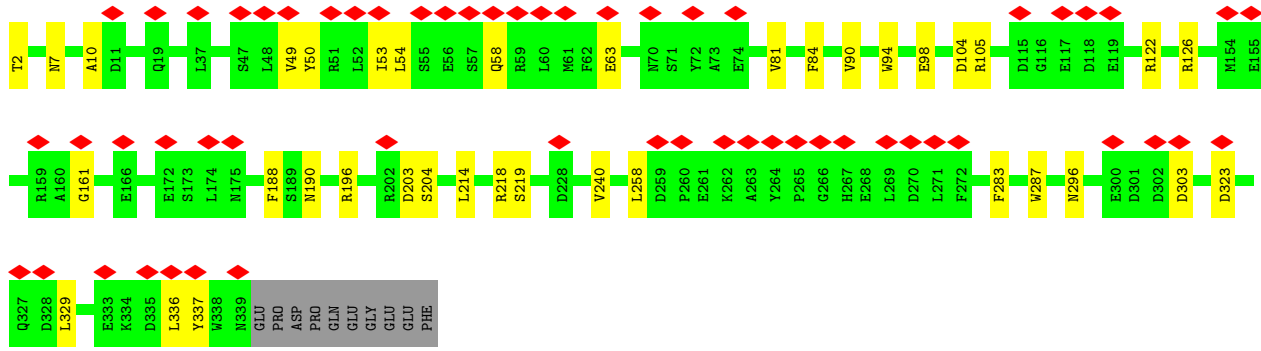 T2 N7 A10 D11 Q19 L37 S47 L48 V49 Y50 R51 L52 I53 L54 S55 E56 S57 Q58 R59 L60 M61 F62 E63 N70 S71 Y72 A73 E74 V81 F84 V90 W94 E98 D104 R105 D115 G116 E117 D118 E119 R122 R126 M154 E155
R159 A160 G161 E166 E172 S173 L174 N175 F188 S189 N190 R196 R202 D203 S204 L214 R218 S219 D228 V240 L258 D259 P260 E261 K262 A263 Y264 P265 G266 H267 E268 L269 D270 L271 F272 F283 W287 N296 E300 D301 D302 D303 D323
Q327 D328 L329 E333 K334 D335 L336 Y337 W338 N339 GLU PRO ASP PRO GLN GLU GLY GLU GLU PHE